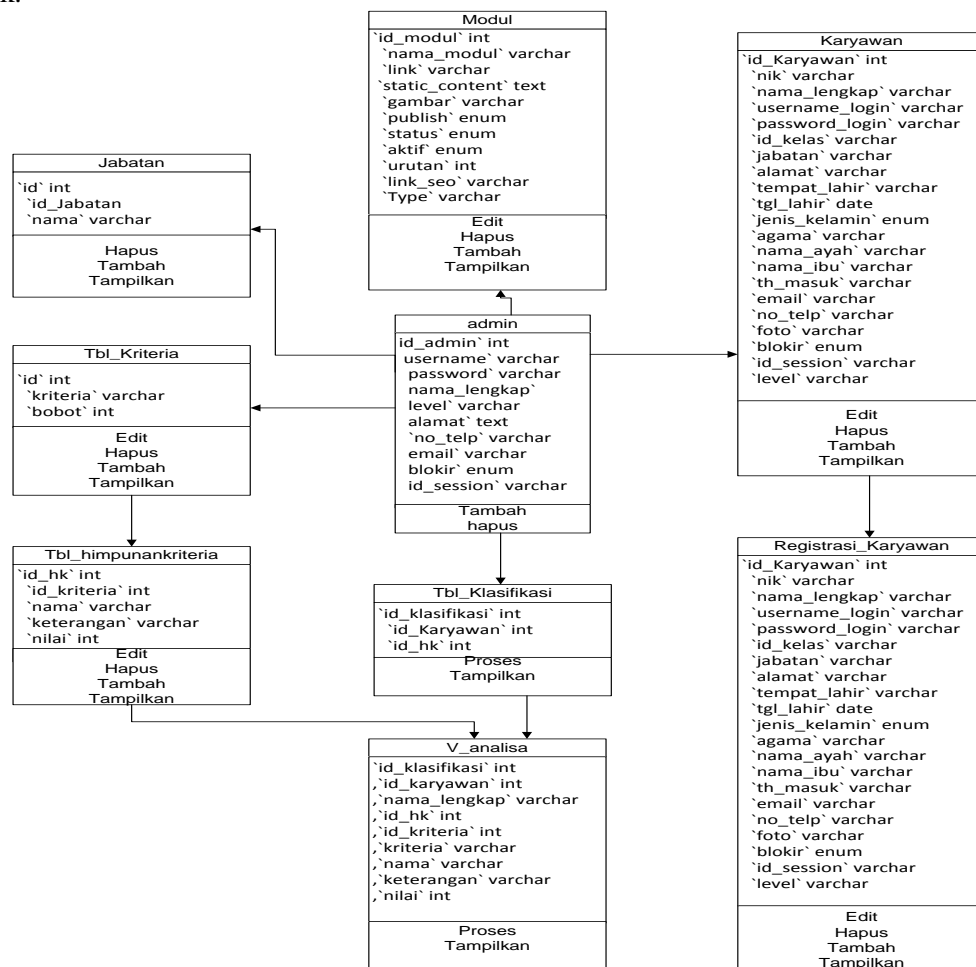 k.
Modul
`id_modul` int
`nama_modul` varchar
`link` varchar
`static_content` text
`gambar` varchar
`publish` enum
`status` enum
`aktif` enum
`urutan` int
`link_seo` varchar
`Type` varchar
Edit
Hapus
Tambah
Tampilkan
Karyawan
`id_Karyawan` int
`nik` varchar
`nama_lengkap` varchar
`username_login` varchar
`password_login` varchar
`id_kelas` varchar
`jabatan` varchar
`alamat` varchar
`tempat_lahir` varchar
`tgl_lahir` date
`jenis_kelamin` enum
`agama` varchar
`nama_ayah` varchar
`nama_ibu` varchar
`th_masuk` varchar
`email` varchar
`no_telp` varchar
`foto` varchar
`blokir` enum
`id_session` varchar
`level` varchar
Edit
Hapus
Tambah
Tampilkan
Jabatan
`id` int
`id_Jabatan
`nama` varchar
Hapus
Tambah
Tampilkan
admin
id_admin` int
username` varchar
password` varchar
nama_lengkap`
level` varchar
alamat` text
`no_telp` varchar
email` varchar
blokir` enum
id_session` varchar
Tambah
hapus
Tbl_Kriteria
`id` int
`kriteria` varchar
`bobot` int
Edit
Hapus
Tambah
Tampilkan
Tbl_himpunankriteria
`id_hk` int
`id_kriteria` int
`nama` varchar
`keterangan` varchar
`nilai` int
Edit
Hapus
Tambah
Tampilkan
Tbl_Klasifikasi
`id_klasifikasi` int
`id_Karyawan` int
`id_hk` int
Proses
Tampilkan
Registrasi_Karyawan
`id_Karyawan` int
`nik` varchar
`nama_lengkap` varchar
`username_login` varchar
`password_login` varchar
`id_kelas` varchar
`jabatan` varchar
`alamat` varchar
`tempat_lahir` varchar
`tgl_lahir` date
`jenis_kelamin` enum
`agama` varchar
`nama_ayah` varchar
`nama_ibu` varchar
`th_masuk` varchar
`email` varchar
`no_telp` varchar
`foto` varchar
`blokir` enum
`id_session` varchar
`level` varchar
Edit
Hapus
Tambah
Tampilkan
V_analisa
`id_klasifikasi` int
,`id_karyawan` int
,`nama_lengkap` varchar
,`id_hk` int
,`id_kriteria` int
,`kriteria` varchar
,`nama` varchar
,`keterangan` varchar
,`nilai` int
Proses
Tampilkan